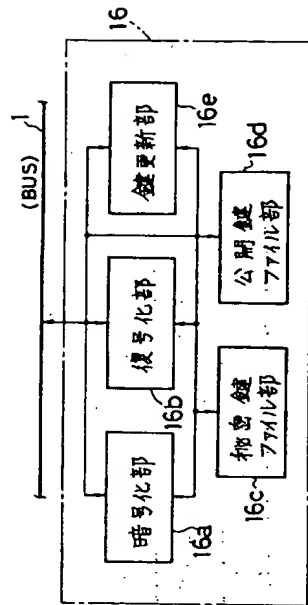 16
1
(BUS)
暗号化部
16a
復号化部
16b
鍵更新部
16e
秘密鍵
ファイル部
16c
公開鍵
ファイル部
16d